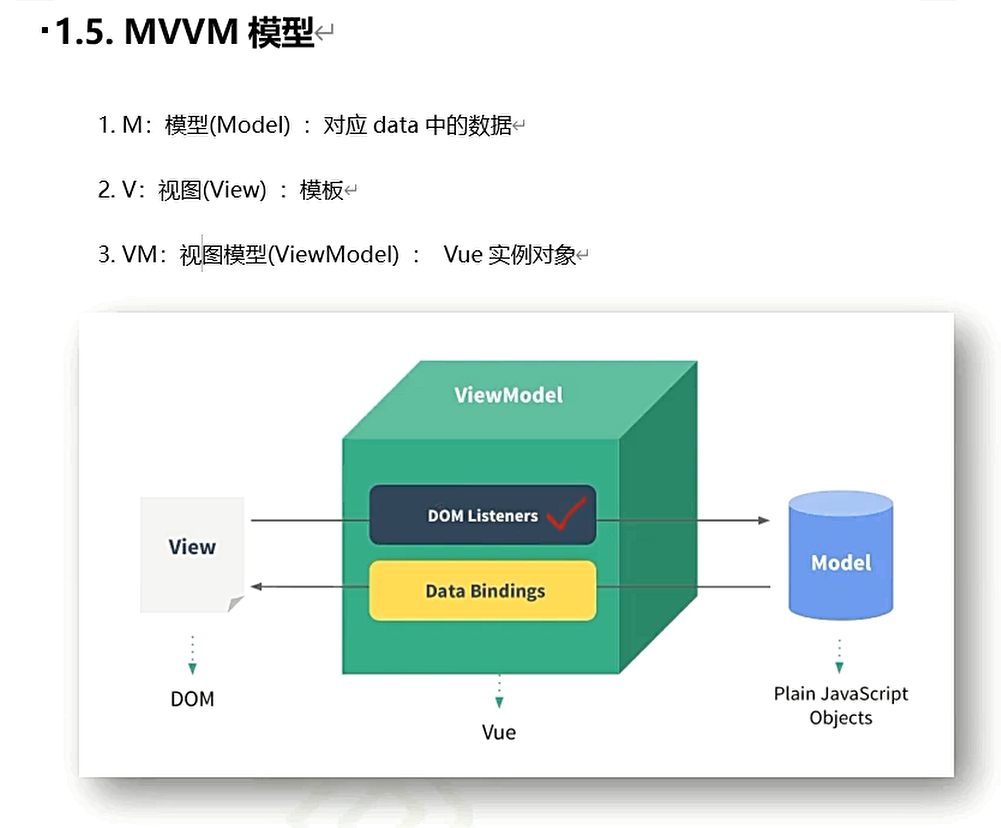 1.5. MVVM 模型
1. M：模型(Model) ：对应 data 中的数据
2. V：视图(View) ：模板
3. VM：视图模型(ViewModel) ： Vue 实例对象
ViewModel
DOM Listeners
View
Model
Data Bindings
DOM
Plain JavaScript
Objects
Vue